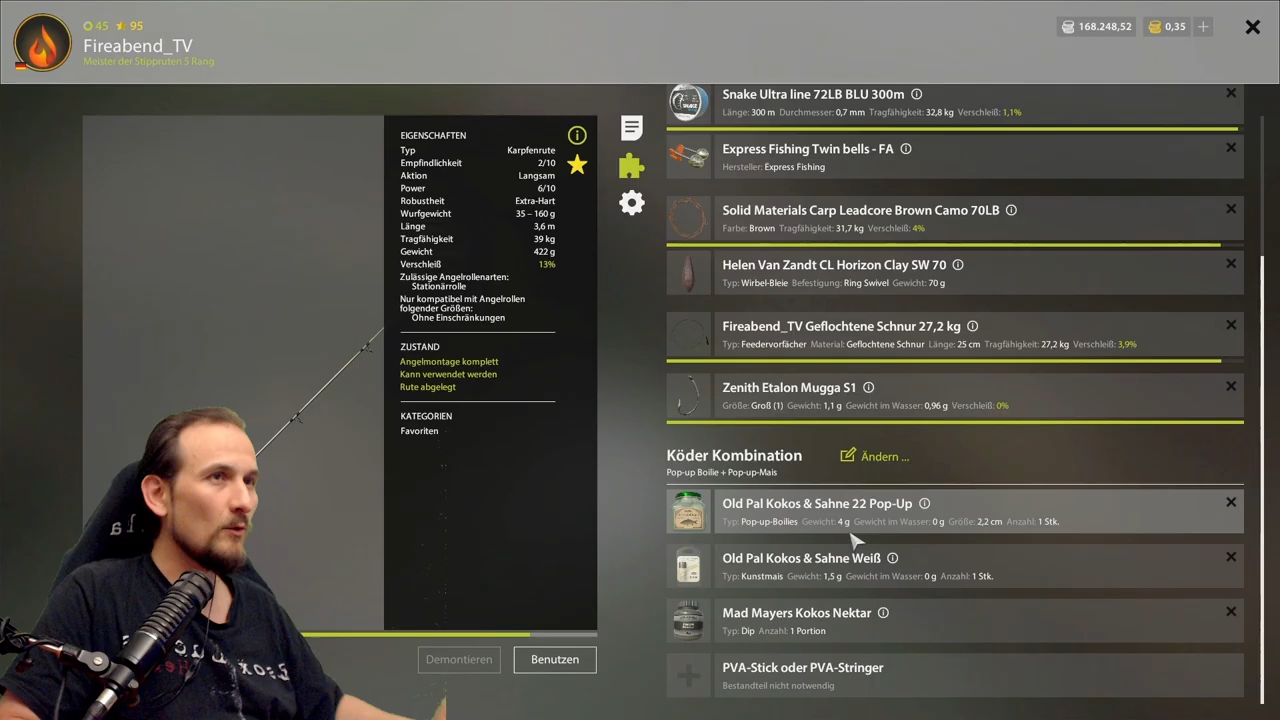 45 95
Fireabend_TV
Meister der Stippruten 5 Rang
168.248,52
0,35
EIGENSCHAFTEN
Typ Karpfenrute
Empfindlichkeit 2/10
Aktion Langsam
Power 6/10
Robustheit Extra-Hart
Wurfgewicht 35 – 160 g
Länge 3,6 m
Tragfähigkeit 39 kg
Gewicht 422 g
Verschleiß 13%
Zulässige Angelrollenarten:
Stationärrolle
Nur kompatibel mit Angelrollen
folgender Größen:
Ohne Einschränkungen
ZUSTAND
Angelmontage komplett
Kann verwendet werden
Rute abgelegt
KATEGORIEN
Favoriten
Demontieren
Benutzen
Snake Ultra line 72LB BLU 300m
Länge: 300 m Durchmesser: 0,7 mm Tragfähigkeit: 32,8 kg Verschleiß: 1,1%
Express Fishing Twin bells - FA
Hersteller: Express Fishing
Solid Materials Carp Leadcore Brown Camo 70LB
Farbe: Brown Tragfähigkeit: 31,7 kg Verschleiß: 4%
Helen Van Zandt CL Horizon Clay SW 70
Typ: Wirbel-Bleie Befestigung: Ring Swivel Gewicht: 70 g
Fireabend_TV Geflochtene Schnur 27,2 kg
Typ: Feedervorfächer Material: Geflochtene Schnur Länge: 25 cm Tragfähigkeit: 27,2 kg Verschleiß: 3,9%
Zenith Etalon Mugga S1
Größe: Groß (1) Gewicht: 1,1 g Gewicht im Wasser: 0,96 g Verschleiß: 0%
Köder Kombination
Ändern ...
Pop-up Boilie + Pop-up-Mais
Old Pal Kokos & Sahne 22 Pop-Up
Typ: Pop-up-Boilies Gewicht: 4 g Gewicht im Wasser: 0 g Größe: 2,2 cm Anzahl: 1 Stk.
Old Pal Kokos & Sahne Weiß
Typ: Kunstmais Gewicht: 1,5 g Gewicht im Wasser: 0 g Anzahl: 1 Stk.
Mad Mayers Kokos Nektar
Typ: Dip Anzahl: 1 Portion
PVA-Stick oder PVA-Stringer
Bestandteil nicht notwendig